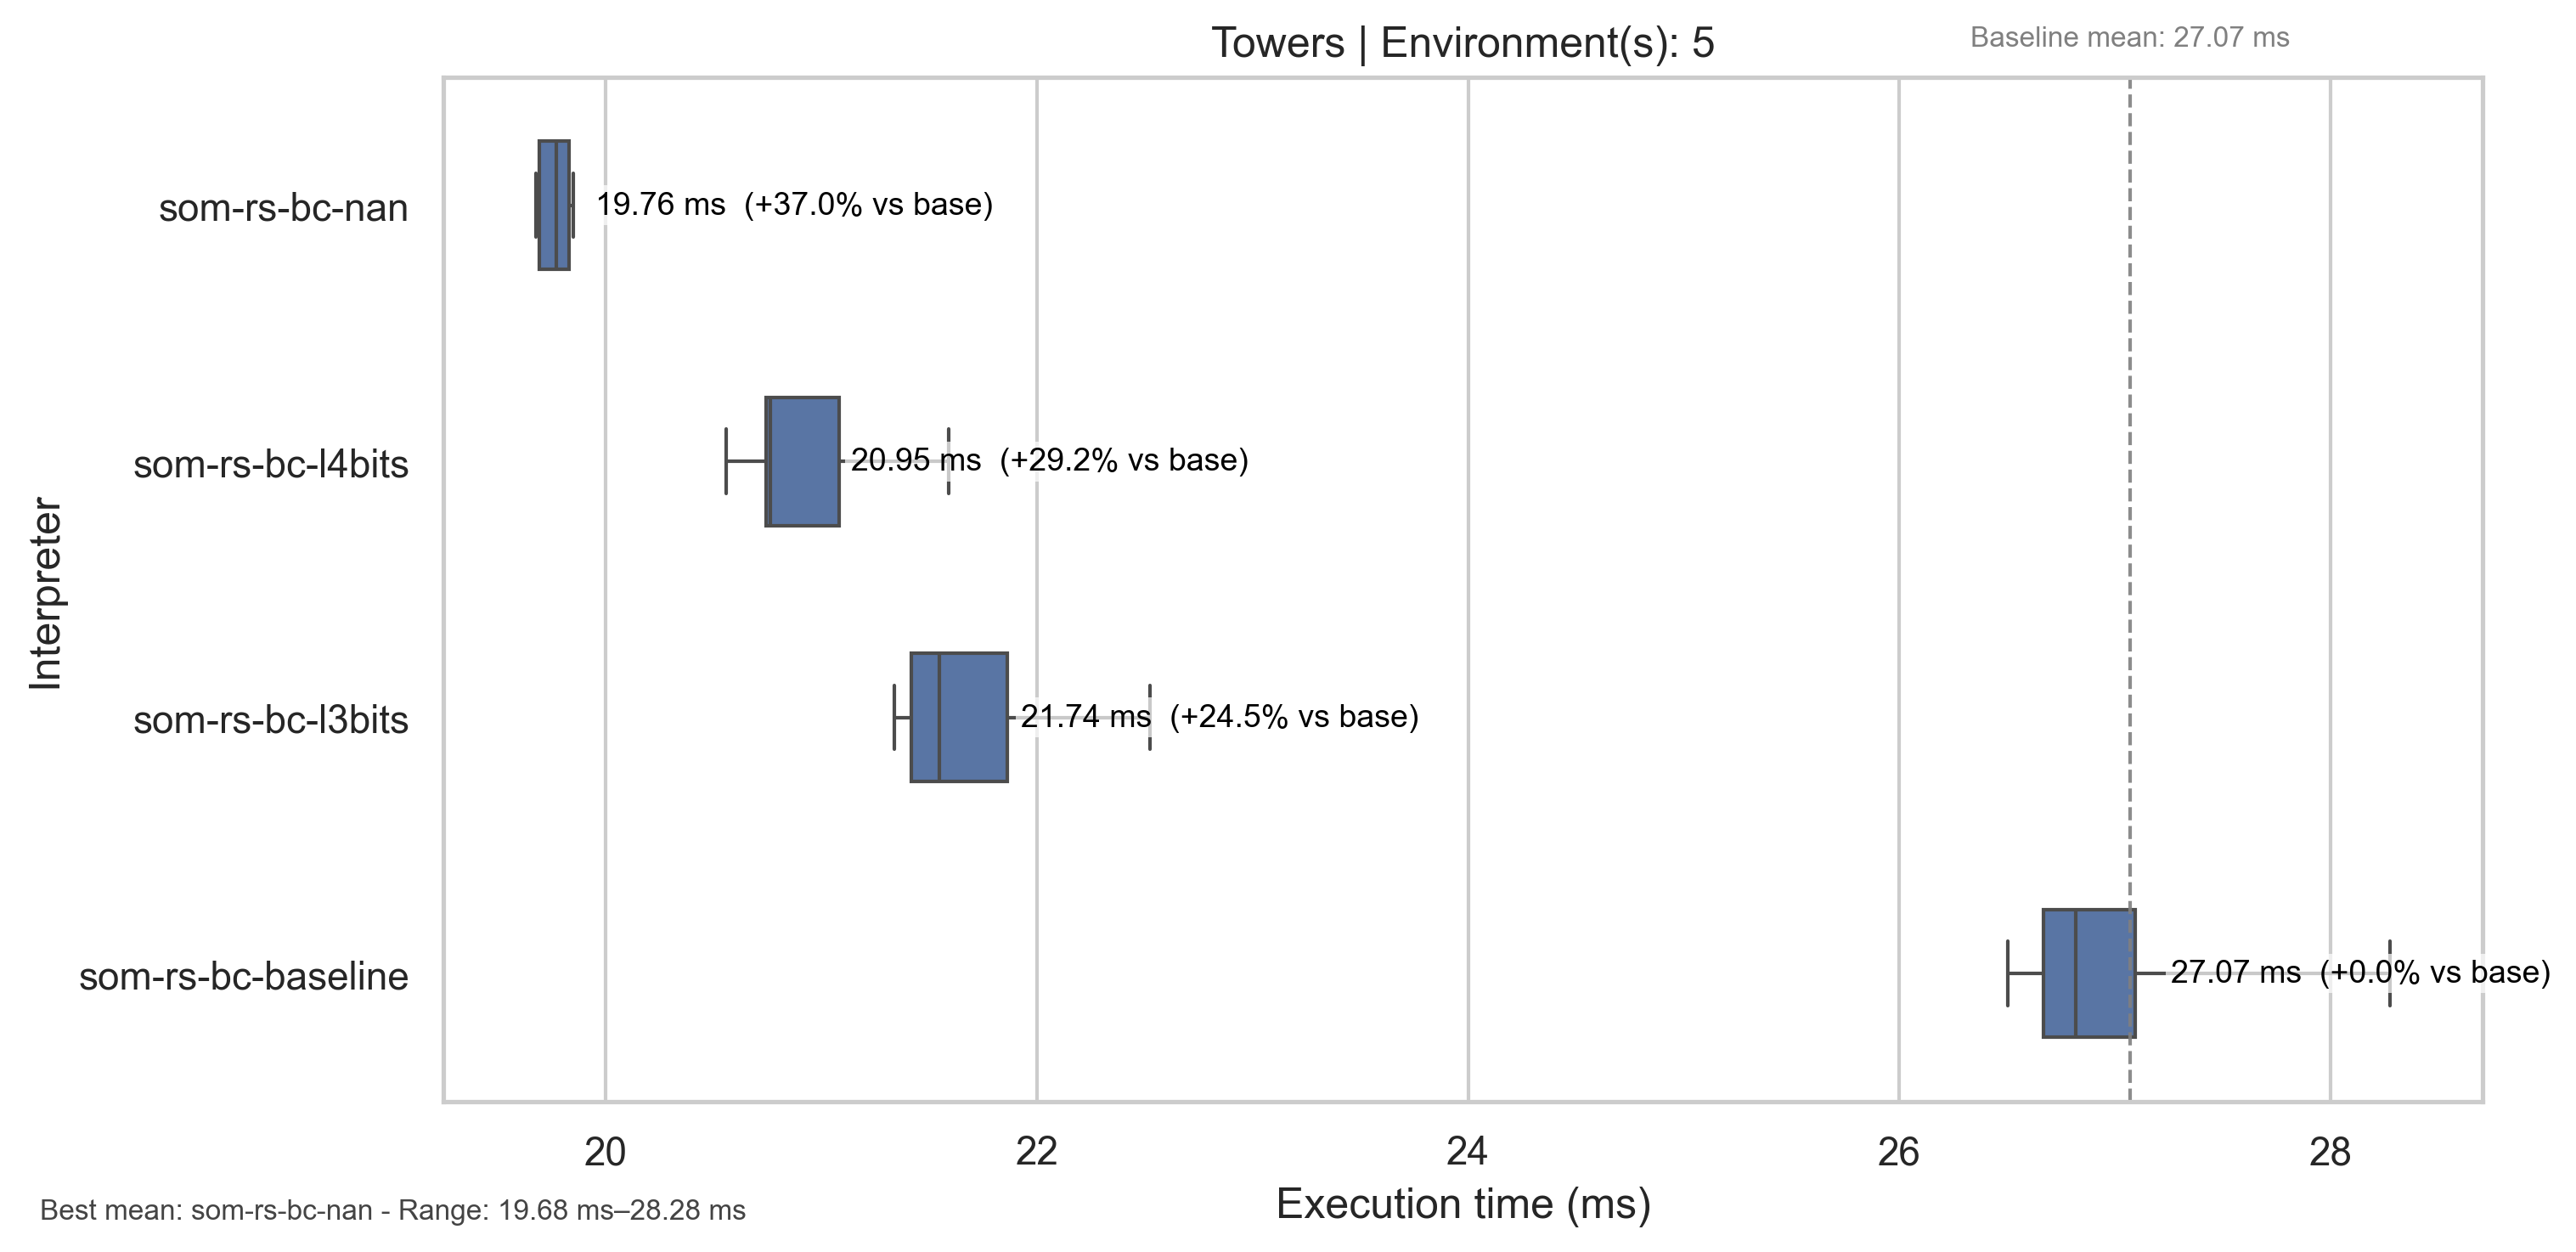 Towers | Environment(s): 5
Baseline mean: 27.07 ms
som-rs-bc-nan
19.76 ms (+37.0% vs base)
som-rs-bc-l4bits
20.95 ms (+29.2% vs base)
Interpreter
som-rs-bc-l3bits
21.74 ms (+24.5% vs base)
som-rs-bc-baseline
27.07 ms (+0.0% vs base)
20 22 24 26 28
Execution time (ms)
Best mean: som-rs-bc-nan - Range: 19.68 ms–28.28 ms